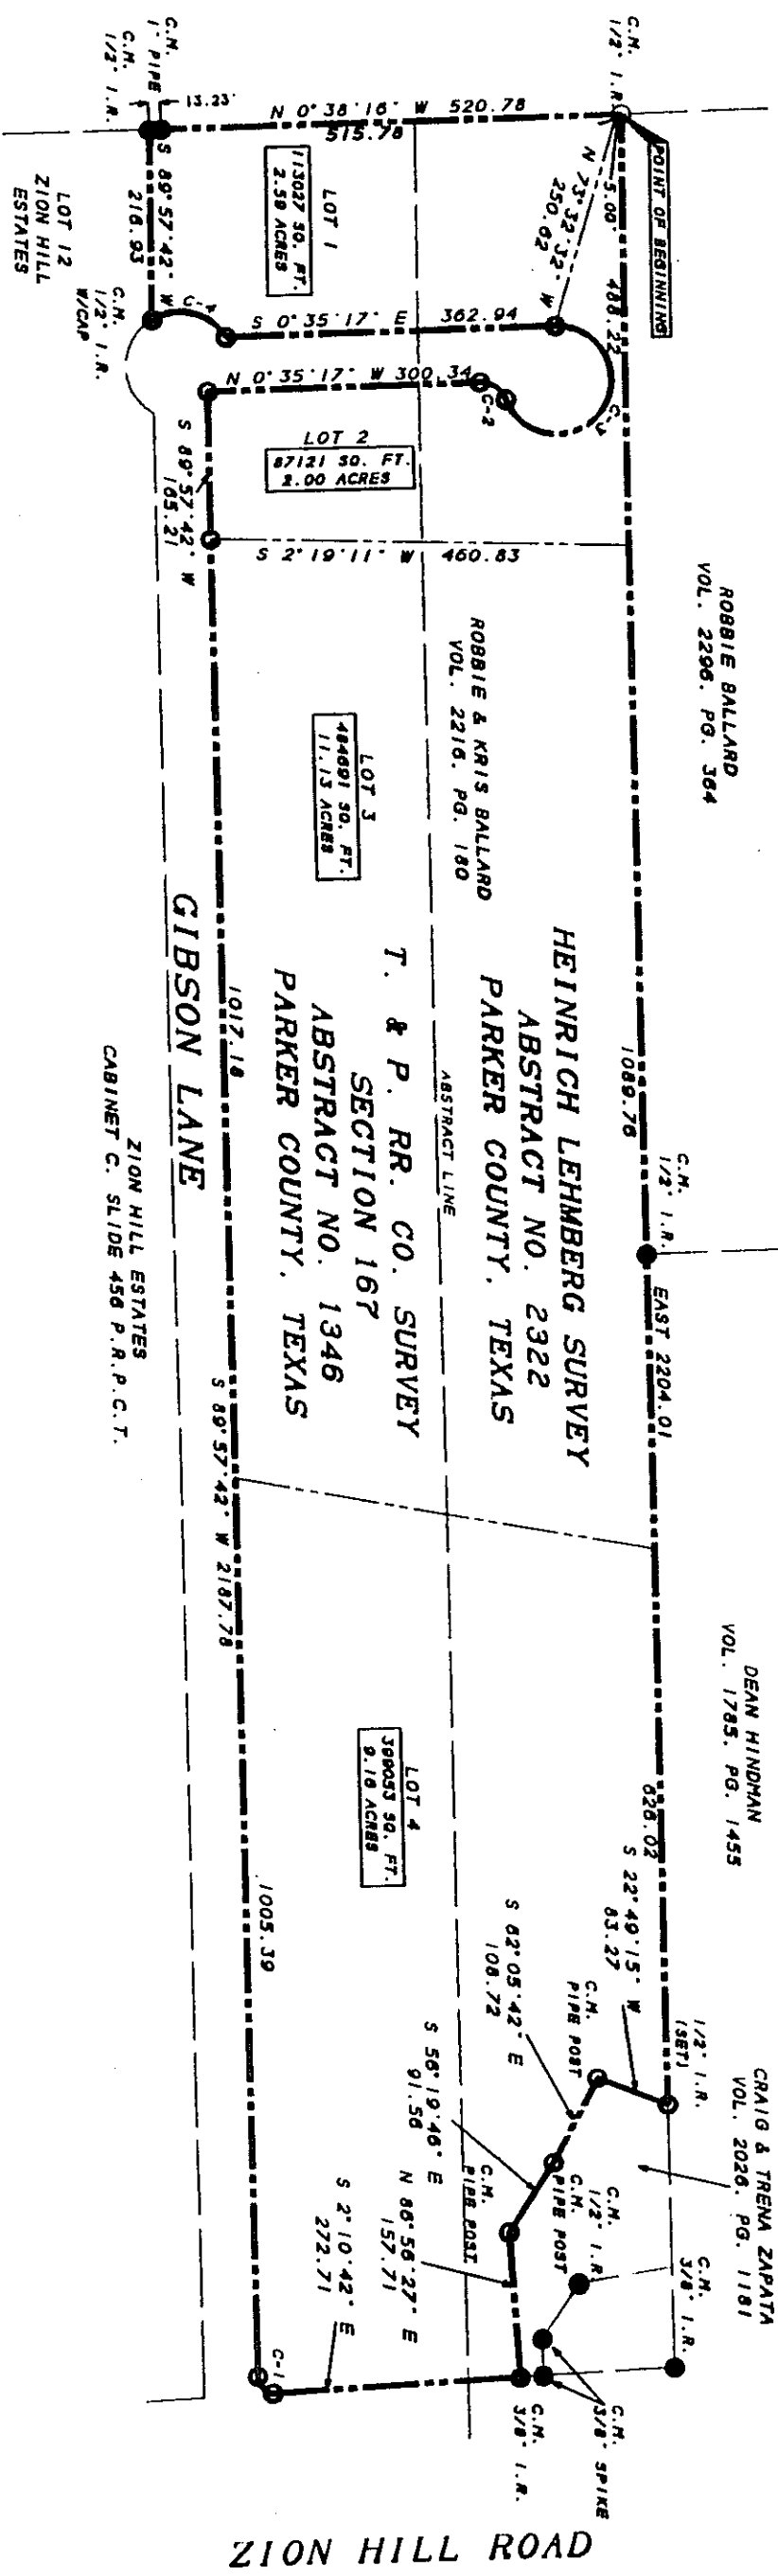 C.M.
1/2" I.R.
POINT OF BEGINNING
N 0°38'16" W 520.78
515.78
13.23'
C.M.
1" PIPE
C.M.
1/2" I.R.
5.00'
488.22
N 73°32'32" W
250.62
LOT 1
113027 SQ. FT.
2.59 ACRES
S 89°57'42" W
216.93
LOT 12
ZION HILL
ESTATES
C.M.
1/2" I.R.
W/CAP
C-4
S 0°35'17" E 362.94
C-3
N 0°35'17" W 300.34
C-2
LOT 2
87121 SQ. FT.
2.00 ACRES
S 89°57'42" W
165.21
S 2°19'11" W 460.83
ROBBIE BALLARD
VOL. 2296. PG. 364
ROBBIE & KRIS BALLARD
VOL. 2216. PG. 180
LOT 3
484691 SQ. FT.
11.13 ACRES
HEINRICH LEHMBERG SURVEY
ABSTRACT NO. 2322
PARKER COUNTY, TEXAS
ABSTRACT LINE
T. & P. RR. CO. SURVEY
SECTION 167
ABSTRACT NO. 1346
PARKER COUNTY, TEXAS
1089.76
C.M.
1/2" I.R.
EAST 2204.01
1017.18
GIBSON LANE
S 89°57'42" W 2187.78
ZION HILL ESTATES
CABINET C. SLIDE 456 P.R.P.C.T.
DEAN HINDMAN
VOL. 1785. PG. 1455
LOT 4
399053 SQ. FT.
9.16 ACRES
626.02
S 22°49'15" W
83.27
1/2" I.R.
(SET)
C.M.
PIPE POST
S 62°05'42" E
108.72
CRAIG & TRENA ZAPATA
VOL. 2026. PG. 1181
C.M.
PIPE POST
C.M.
1/2" I.R.
C.M.
3/8" I.R.
S 56°19'46" E
91.56
C.M.
PIPE POST
N 86°56'27" E
157.71
S 2°10'42" E
272.71
1005.39
C-1
C.M.
3/8" SPIKE
C.M.
3/8" I.R.
ZION HILL ROAD